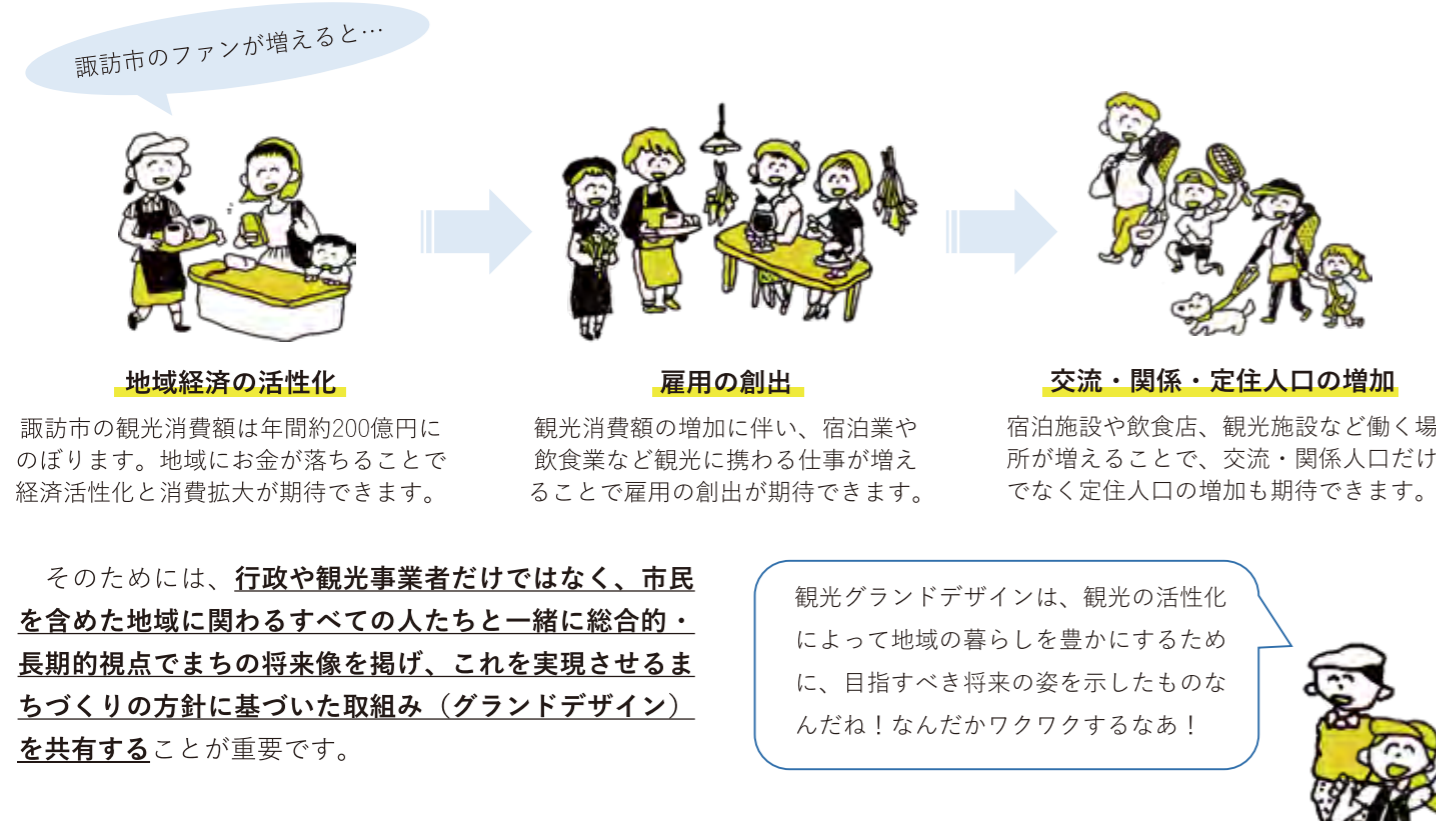 諏訪市のファンが増えると…
地域経済の活性化
諏訪市の観光消費額は年間約200億円に
のぼります。地域にお金が落ちることで
経済活性化と消費拡大が期待できます。
雇用の創出
観光消費額の増加に伴い、宿泊業や
飲食業など観光に携わる仕事が増え
ることで雇用の創出が期待できます。
交流・関係・定住人口の増加
宿泊施設や飲食店、観光施設など働く場
所が増えることで、交流・関係人口だけ
でなく定住人口の増加も期待できます。
そのためには、行政や観光事業者だけではなく、市民
を含めた地域に関わるすべての人たちと一緒に総合的・
長期的視点でまちの将来像を掲げ、これを実現させるま
ちづくりの方針に基づいた取組み（グランドデザイン）
を共有することが重要です。
観光グランドデザインは、観光の活性化
によって地域の暮らしを豊かにするため
に、目指すべき将来の姿を示したものな
んだね！なんだかワクワクするなあ！